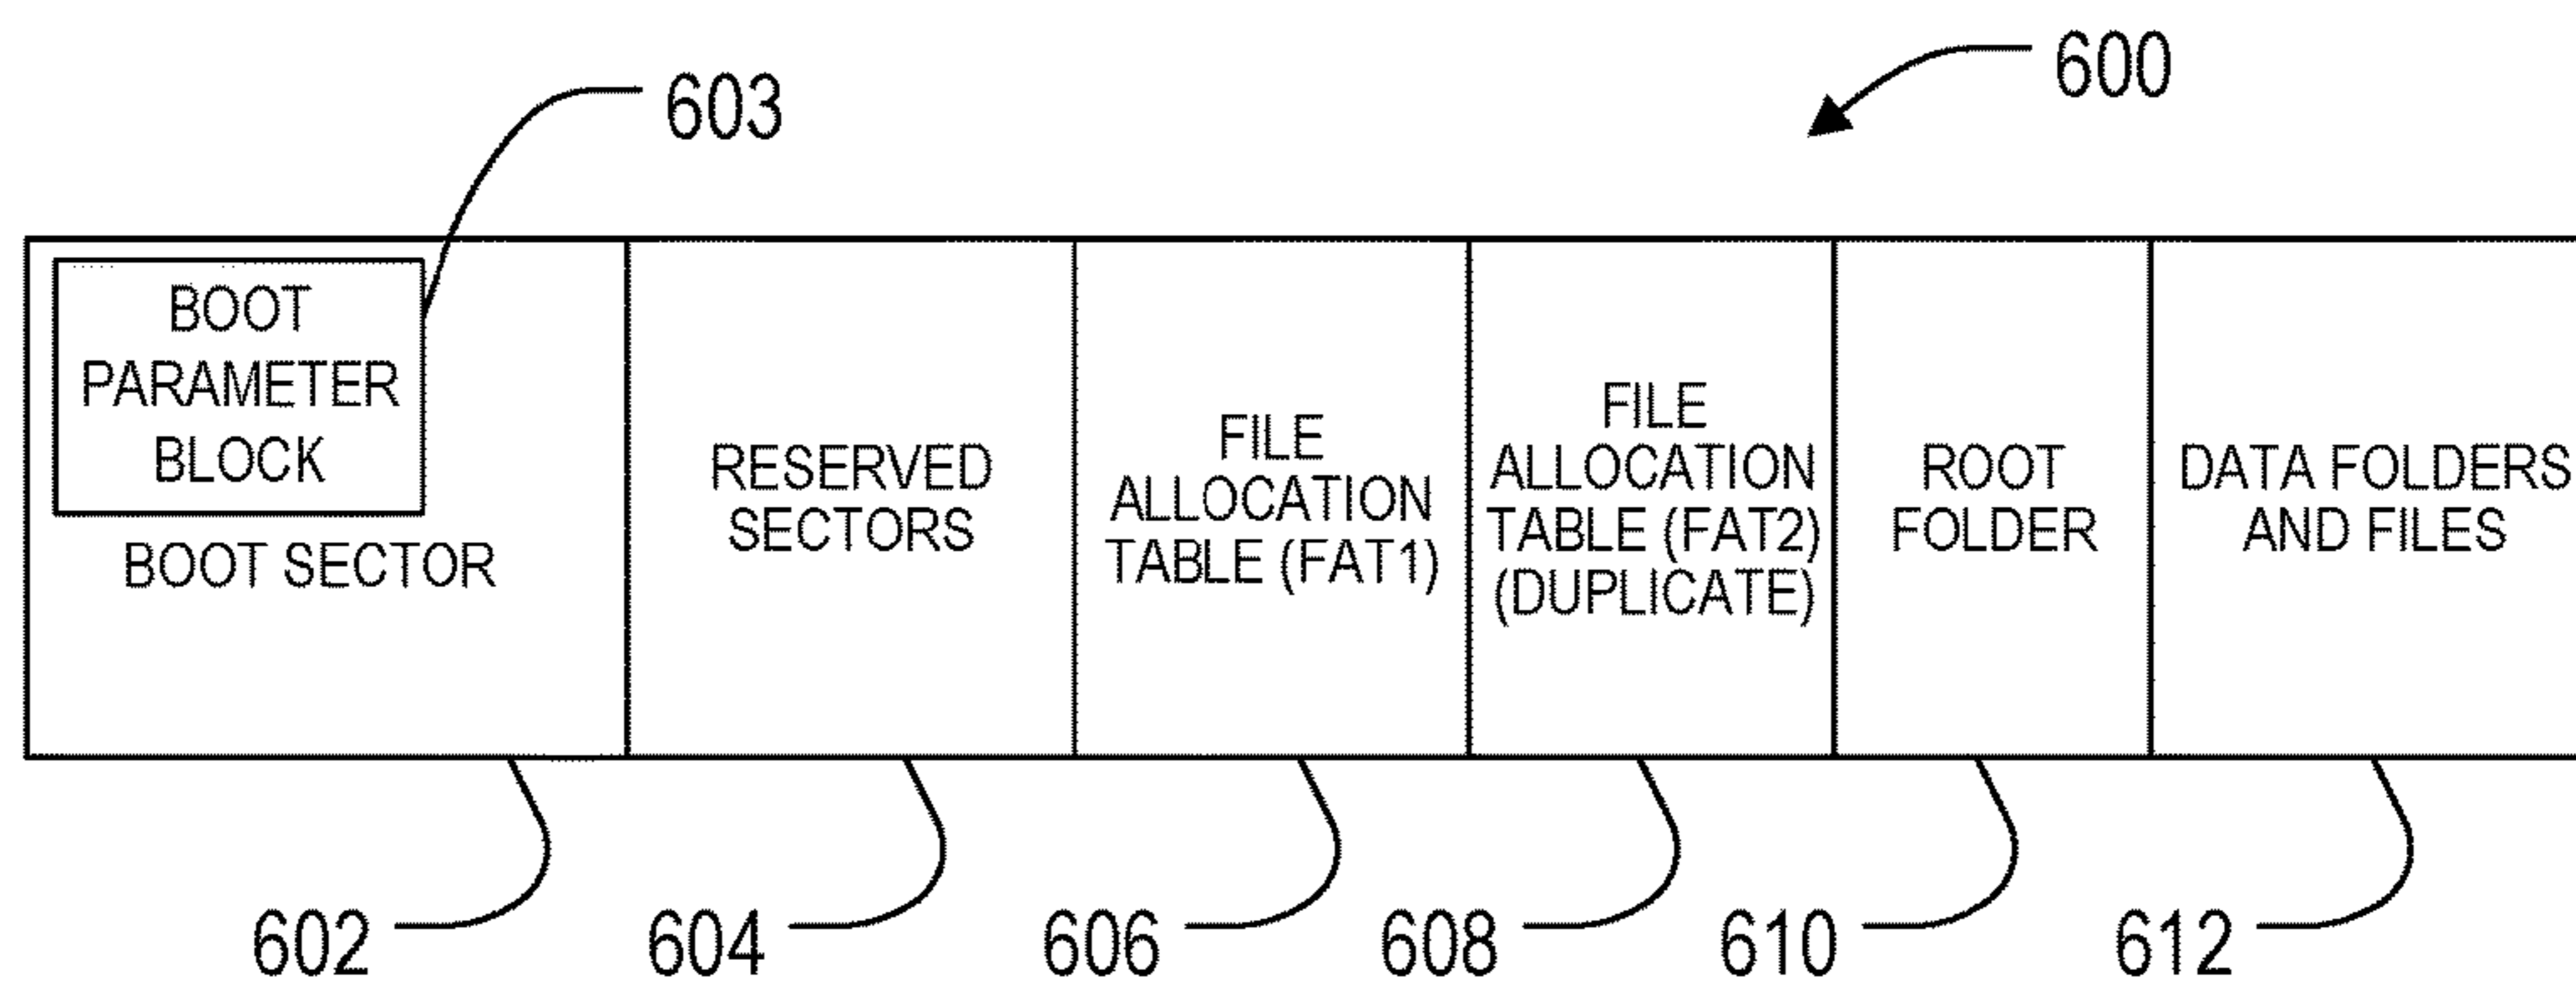 600
603
BOOT
PARAMETER
BLOCK
BOOT SECTOR
RESERVED
SECTORS
FILE
ALLOCATION
TABLE (FAT1)
FILE
ALLOCATION
TABLE (FAT2)
(DUPLICATE)
ROOT
FOLDER
DATA FOLDERS
AND FILES
602
604
606
608
610
612